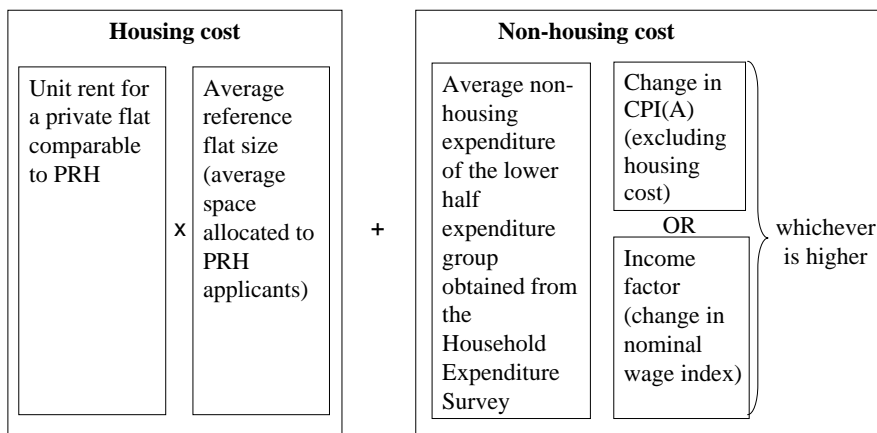 Housing cost
Unit rent for
a private flat
comparable
to PRH
x
Average
reference
flat size
(average
space
allocated to
PRH
applicants)
+
Non-housing cost
Average non-
housing
expenditure
of the lower
half
expenditure
group
obtained from
the
Household
Expenditure
Survey
Change in
CPI(A)
(excluding
housing
cost)
OR
Income
factor
(change in
nominal
wage index)
whichever
is higher